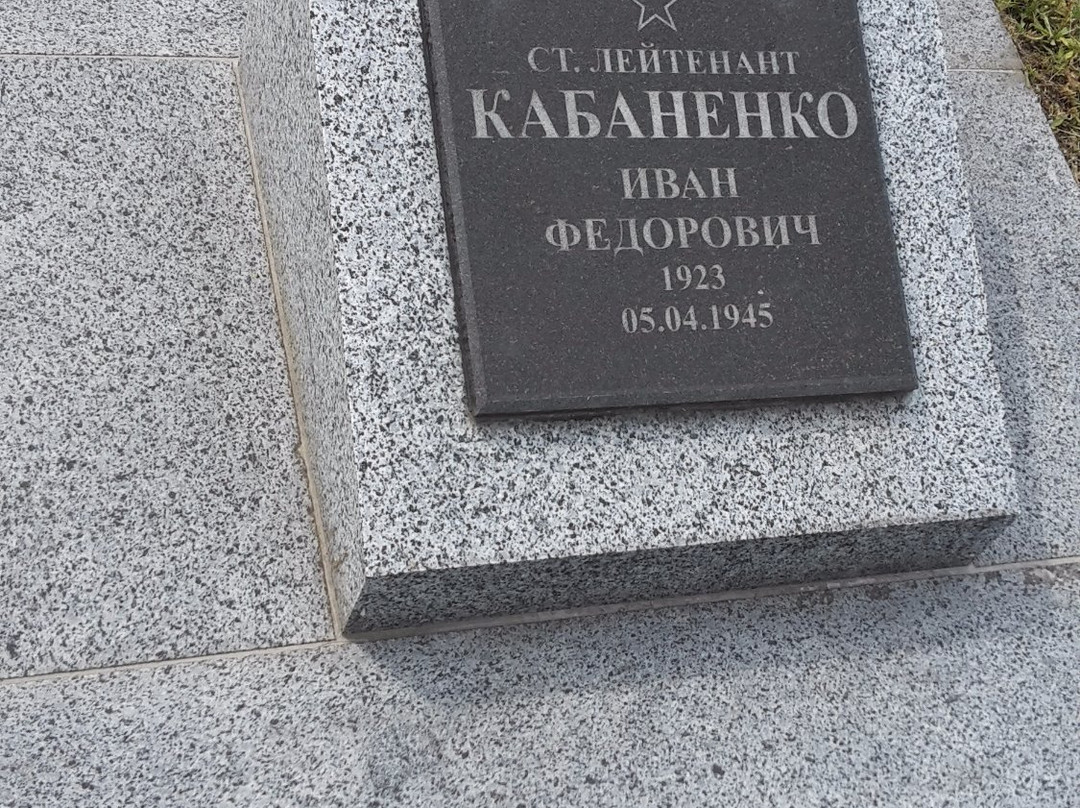 СТ. ЛЕЙТЕНАНТ
КАБАНЕНКО
ИВАН
ФЕДОРОВИЧ
1923
05.04.1945